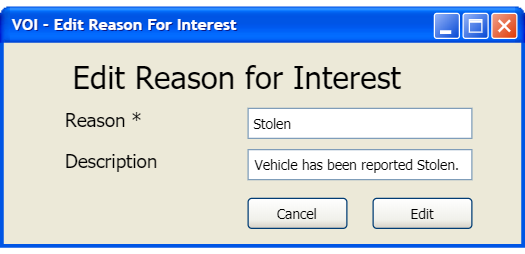 VOI - Edit Reason For Interest
Edit Reason for Interest
Reason *
Stolen
Description
Vehicle has been reported Stolen.
Cancel
Edit